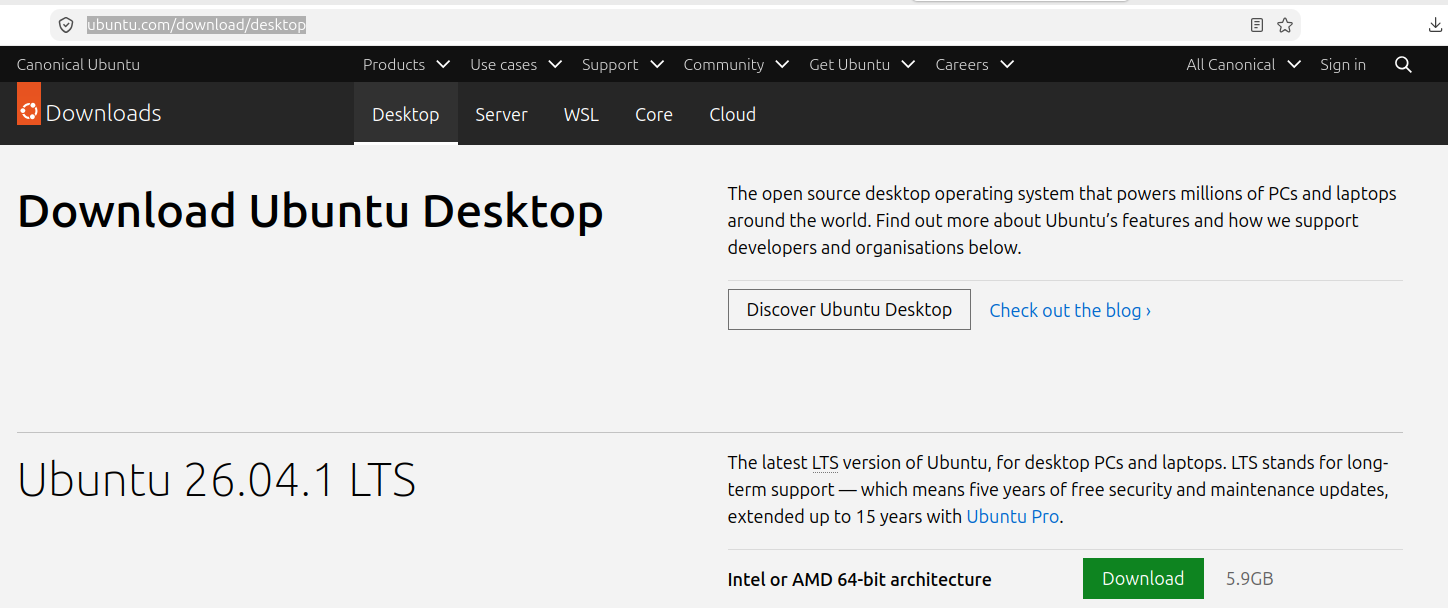 ubuntu.com/download/desktop
Canonical Ubuntu Products Use cases Support Community Get Ubuntu Careers All Canonical Sign in
Downloads Desktop Server WSL Core Cloud
Download Ubuntu Desktop
The open source desktop operating system that powers millions of PCs and laptops
around the world. Find out more about Ubuntu’s features and how we support
developers and organisations below.
Discover Ubuntu Desktop Check out the blog ›
Ubuntu 26.04.1 LTS
The latest LTS version of Ubuntu, for desktop PCs and laptops. LTS stands for long-
term support — which means five years of free security and maintenance updates,
extended up to 15 years with Ubuntu Pro.
Intel or AMD 64-bit architecture Download 5.9GB